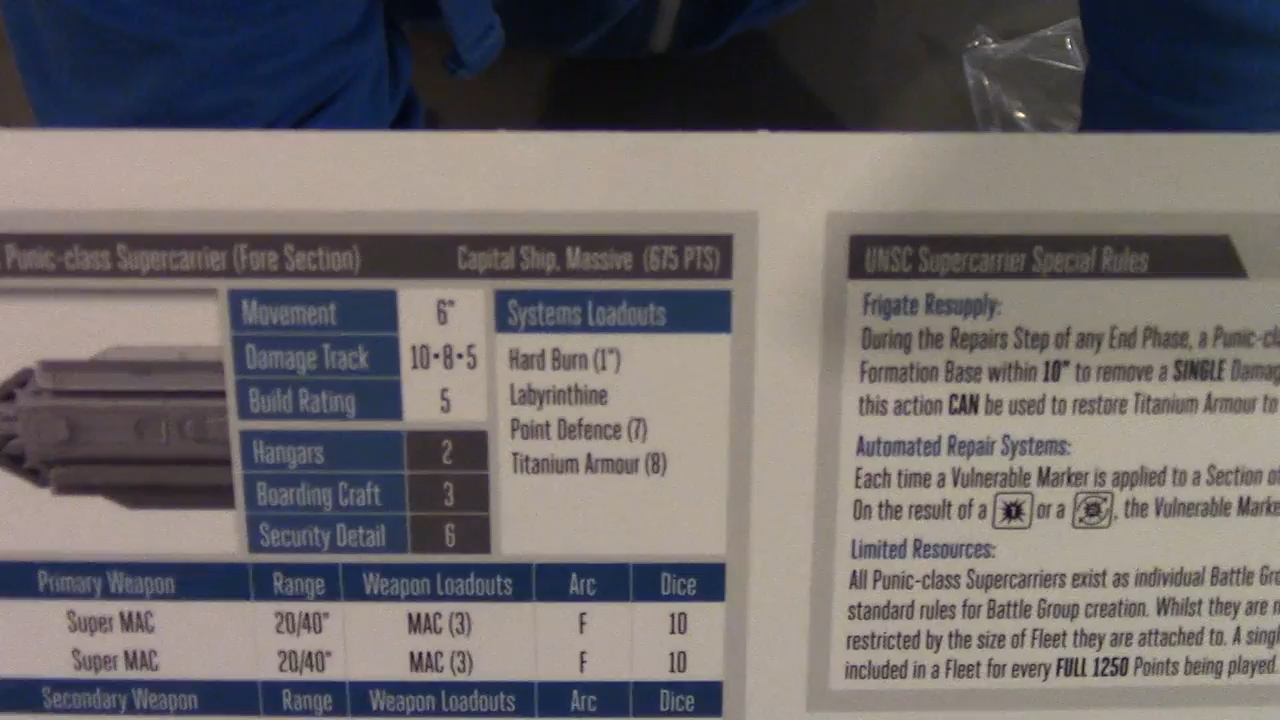 Punic-class Supercarrier (Fore Section) Capital Ship, Massive (675 PTS)
Movement 6"
Damage Track 10•8•5
Build Rating 5
Hangars 2
Boarding Craft 3
Security Detail 6
Systems Loadouts
Hard Burn (1")
Labyrinthine
Point Defence (7)
Titanium Armour (8)
Primary Weapon Range Weapon Loadouts Arc Dice
Super MAC 20/40" MAC (3) F 10
Super MAC 20/40" MAC (3) F 10
Secondary Weapon Range Weapon Loadouts Arc Dice
UNSC Supercarrier Special Rules
Frigate Resupply:
During the Repairs Step of any End Phase, a
Formation Base within 10" to remove a SINGLE
this action CAN be used to restore Titanium Armour to
Automated Repair Systems:
Each time a Vulnerable Marker is applied to a Section
On the result of a or a , the Vulnerable
Limited Resources:
All Punic-class Supercarriers exist as individual Battle
standard rules for Battle Group creation. Whilst they are
restricted by the size of Fleet they are attached to. A
included in a Fleet for every FULL 1250 Points being played.